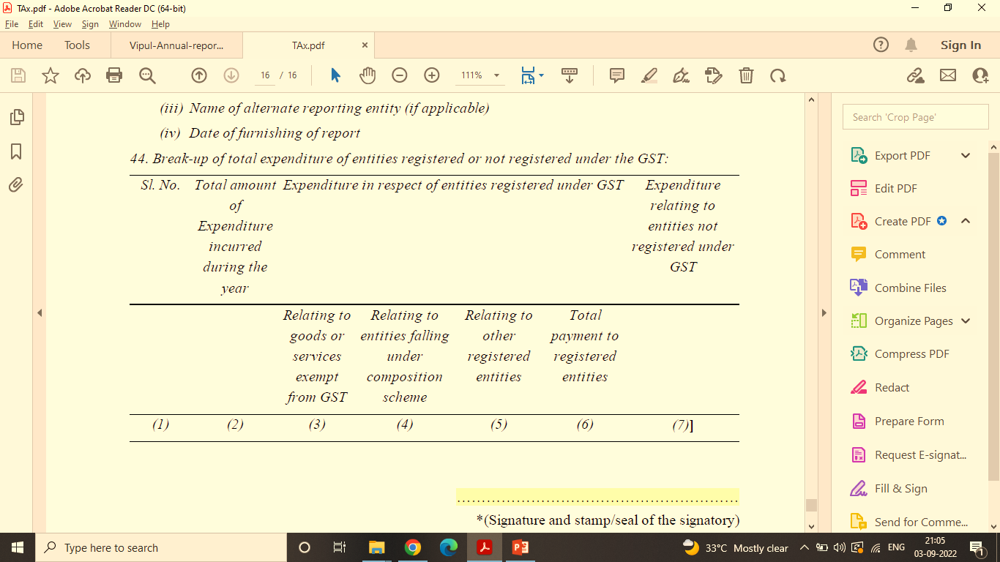 TAx.pdf - Adobe Acrobat Reader DC (64-bit)
File Edit View Sign Window Help
Home Tools Vipul-Annual-repor... TAx.pdf × Sign In
16 / 16 111%
(iii) Name of alternate reporting entity (if applicable)
(iv) Date of furnishing of report
44. Break-up of total expenditure of entities registered or not registered under the GST:
Sl. No. Total amount Expenditure in respect of entities registered under GST Expenditure
of relating to
Expenditure entities not
incurred registered under
during the GST
year
Relating to Relating to Relating to Total
goods or entities falling other payment to
services under registered registered
exempt composition entities entities
from GST scheme
(1) (2) (3) (4) (5) (6) (7)]
..........................................................
*(Signature and stamp/seal of the signatory)
Search 'Crop Page'
Export PDF
Edit PDF
Create PDF
Comment
Combine Files
Organize Pages
Compress PDF
Redact
Prepare Form
Request E-signat...
Fill & Sign
Send for Comme...
Type here to search
33°C Mostly clear
ENG
21:05
03-09-2022
1